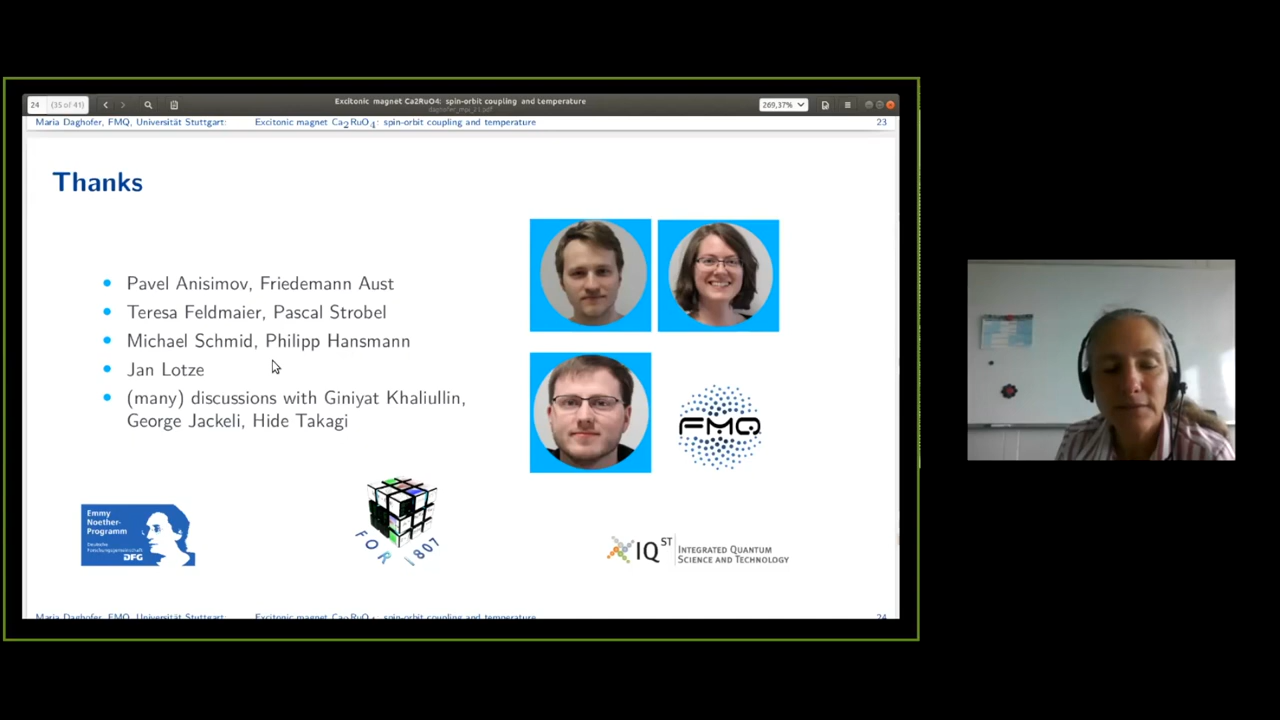 24 (35 of 41)
Excitonic magnet Ca2RuO4: spin-orbit coupling and temperature
269,37%
Maria Daghofer, FMQ, Universität Stuttgart: Excitonic magnet Ca2RuO4: spin-orbit coupling and temperature 23
Thanks
• Pavel Anisimov, Friedemann Aust
• Teresa Feldmaier, Pascal Strobel
• Michael Schmid, Philipp Hansmann
• Jan Lotze
• (many) discussions with Giniyat Khaliullin,
George Jackeli, Hide Takagi
FMQ
Emmy
Noether-
Programm
Deutsche
Forschungsgemeinschaft
DFG
FOR 1807
IQST INTEGRATED QUANTUM
SCIENCE AND TECHNOLOGY
Maria Daghofer, FMQ, Universität Stuttgart: Excitonic magnet Ca2RuO4: spin-orbit coupling and temperature 24